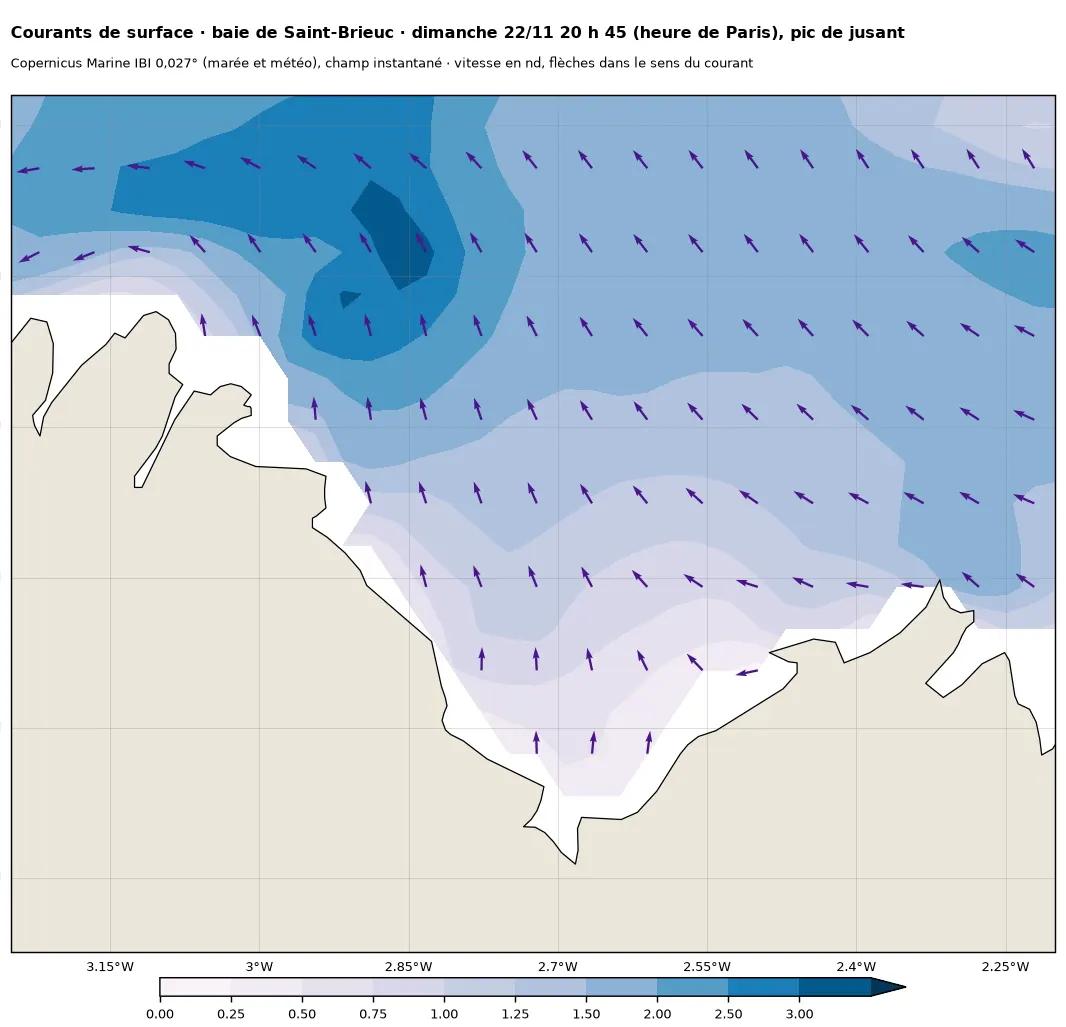 Courants de surface · baie de Saint-Brieuc · dimanche 22/11 20 h 45 (heure de Paris), pic de jusant
Copernicus Marine IBI 0,027° (marée et météo), champ instantané · vitesse en nd, flèches dans le sens du courant
3.15°W 3°W 2.85°W 2.7°W 2.55°W 2.4°W 2.25°W
0.00 0.25 0.50 0.75 1.00 1.25 1.50 2.00 2.50 3.00